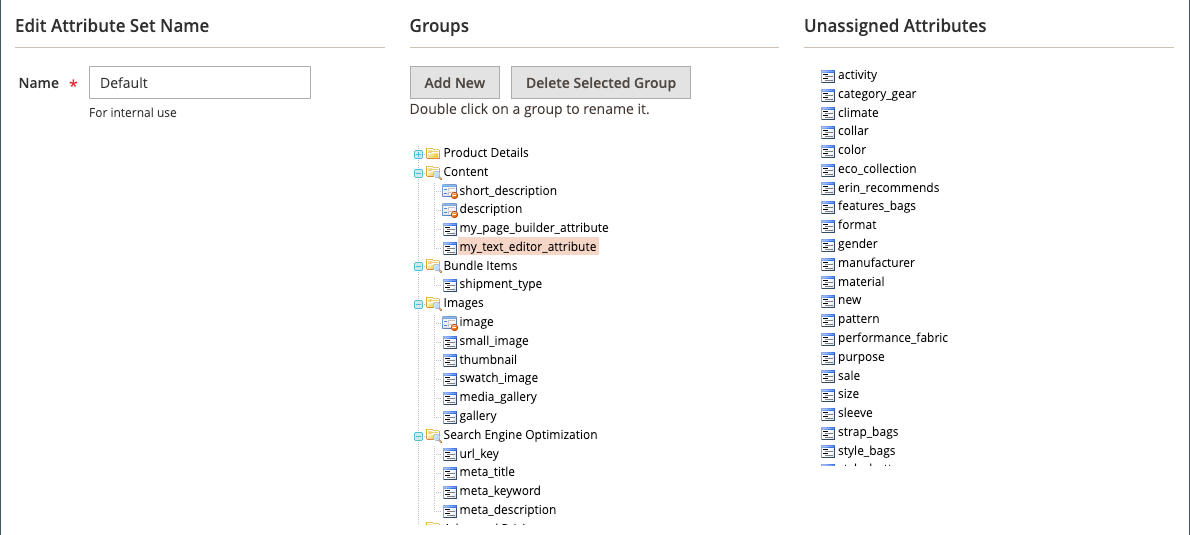 Edit Attribute Set Name
Name *
Default
For internal use
Groups
Add New
Delete Selected Group
Double click on a group to rename it.
Product Details
Content
short_description
description
my_page_builder_attribute
my_text_editor_attribute
Bundle Items
shipment_type
Images
image
small_image
thumbnail
swatch_image
media_gallery
gallery
Search Engine Optimization
url_key
meta_title
meta_keyword
meta_description
Unassigned Attributes
activity
category_gear
climate
collar
color
eco_collection
erin_recommends
features_bags
format
gender
manufacturer
material
new
pattern
performance_fabric
purpose
sale
size
sleeve
strap_bags
style_bags